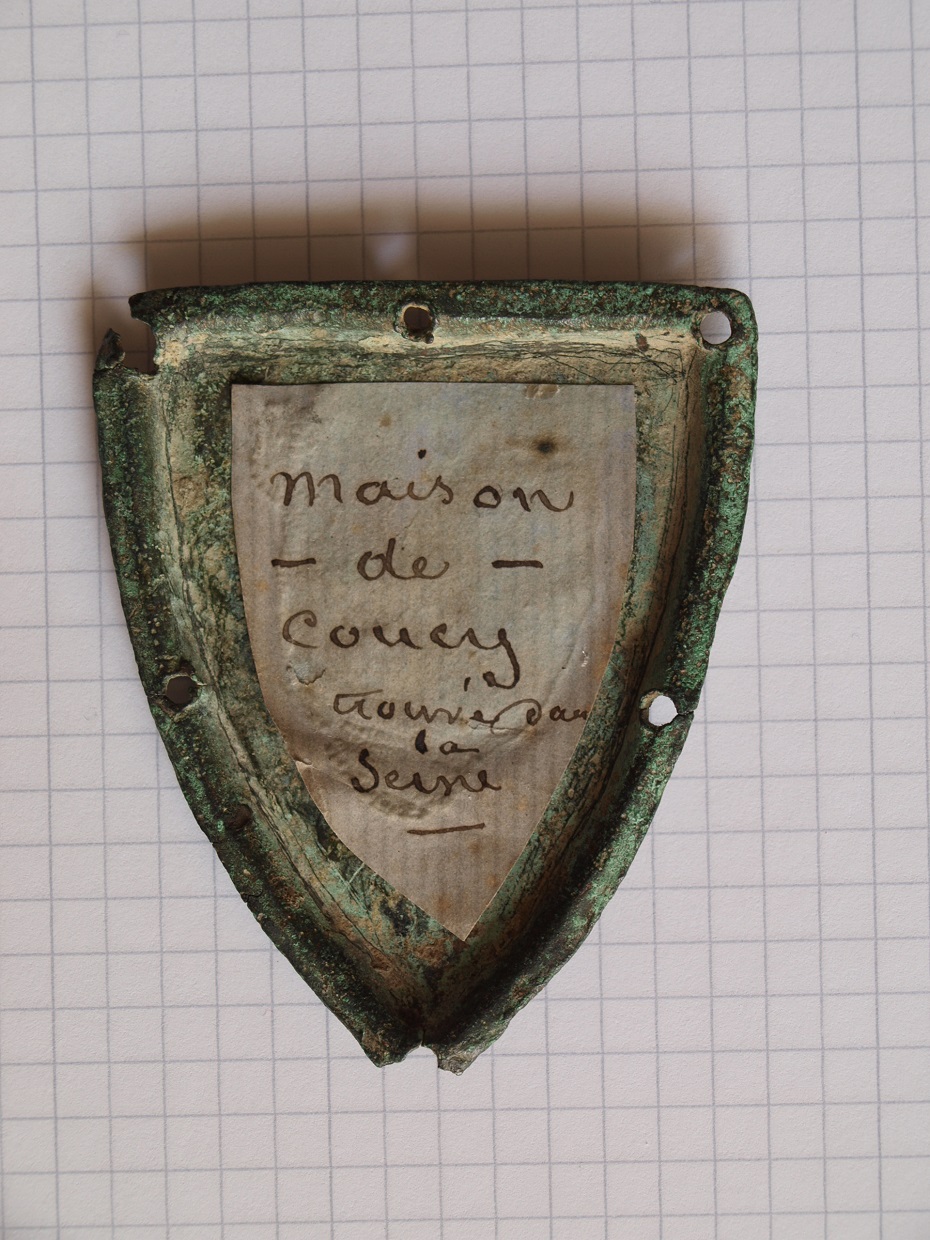 Maison
- de -
Coucy
trouvé dans
la
Seine